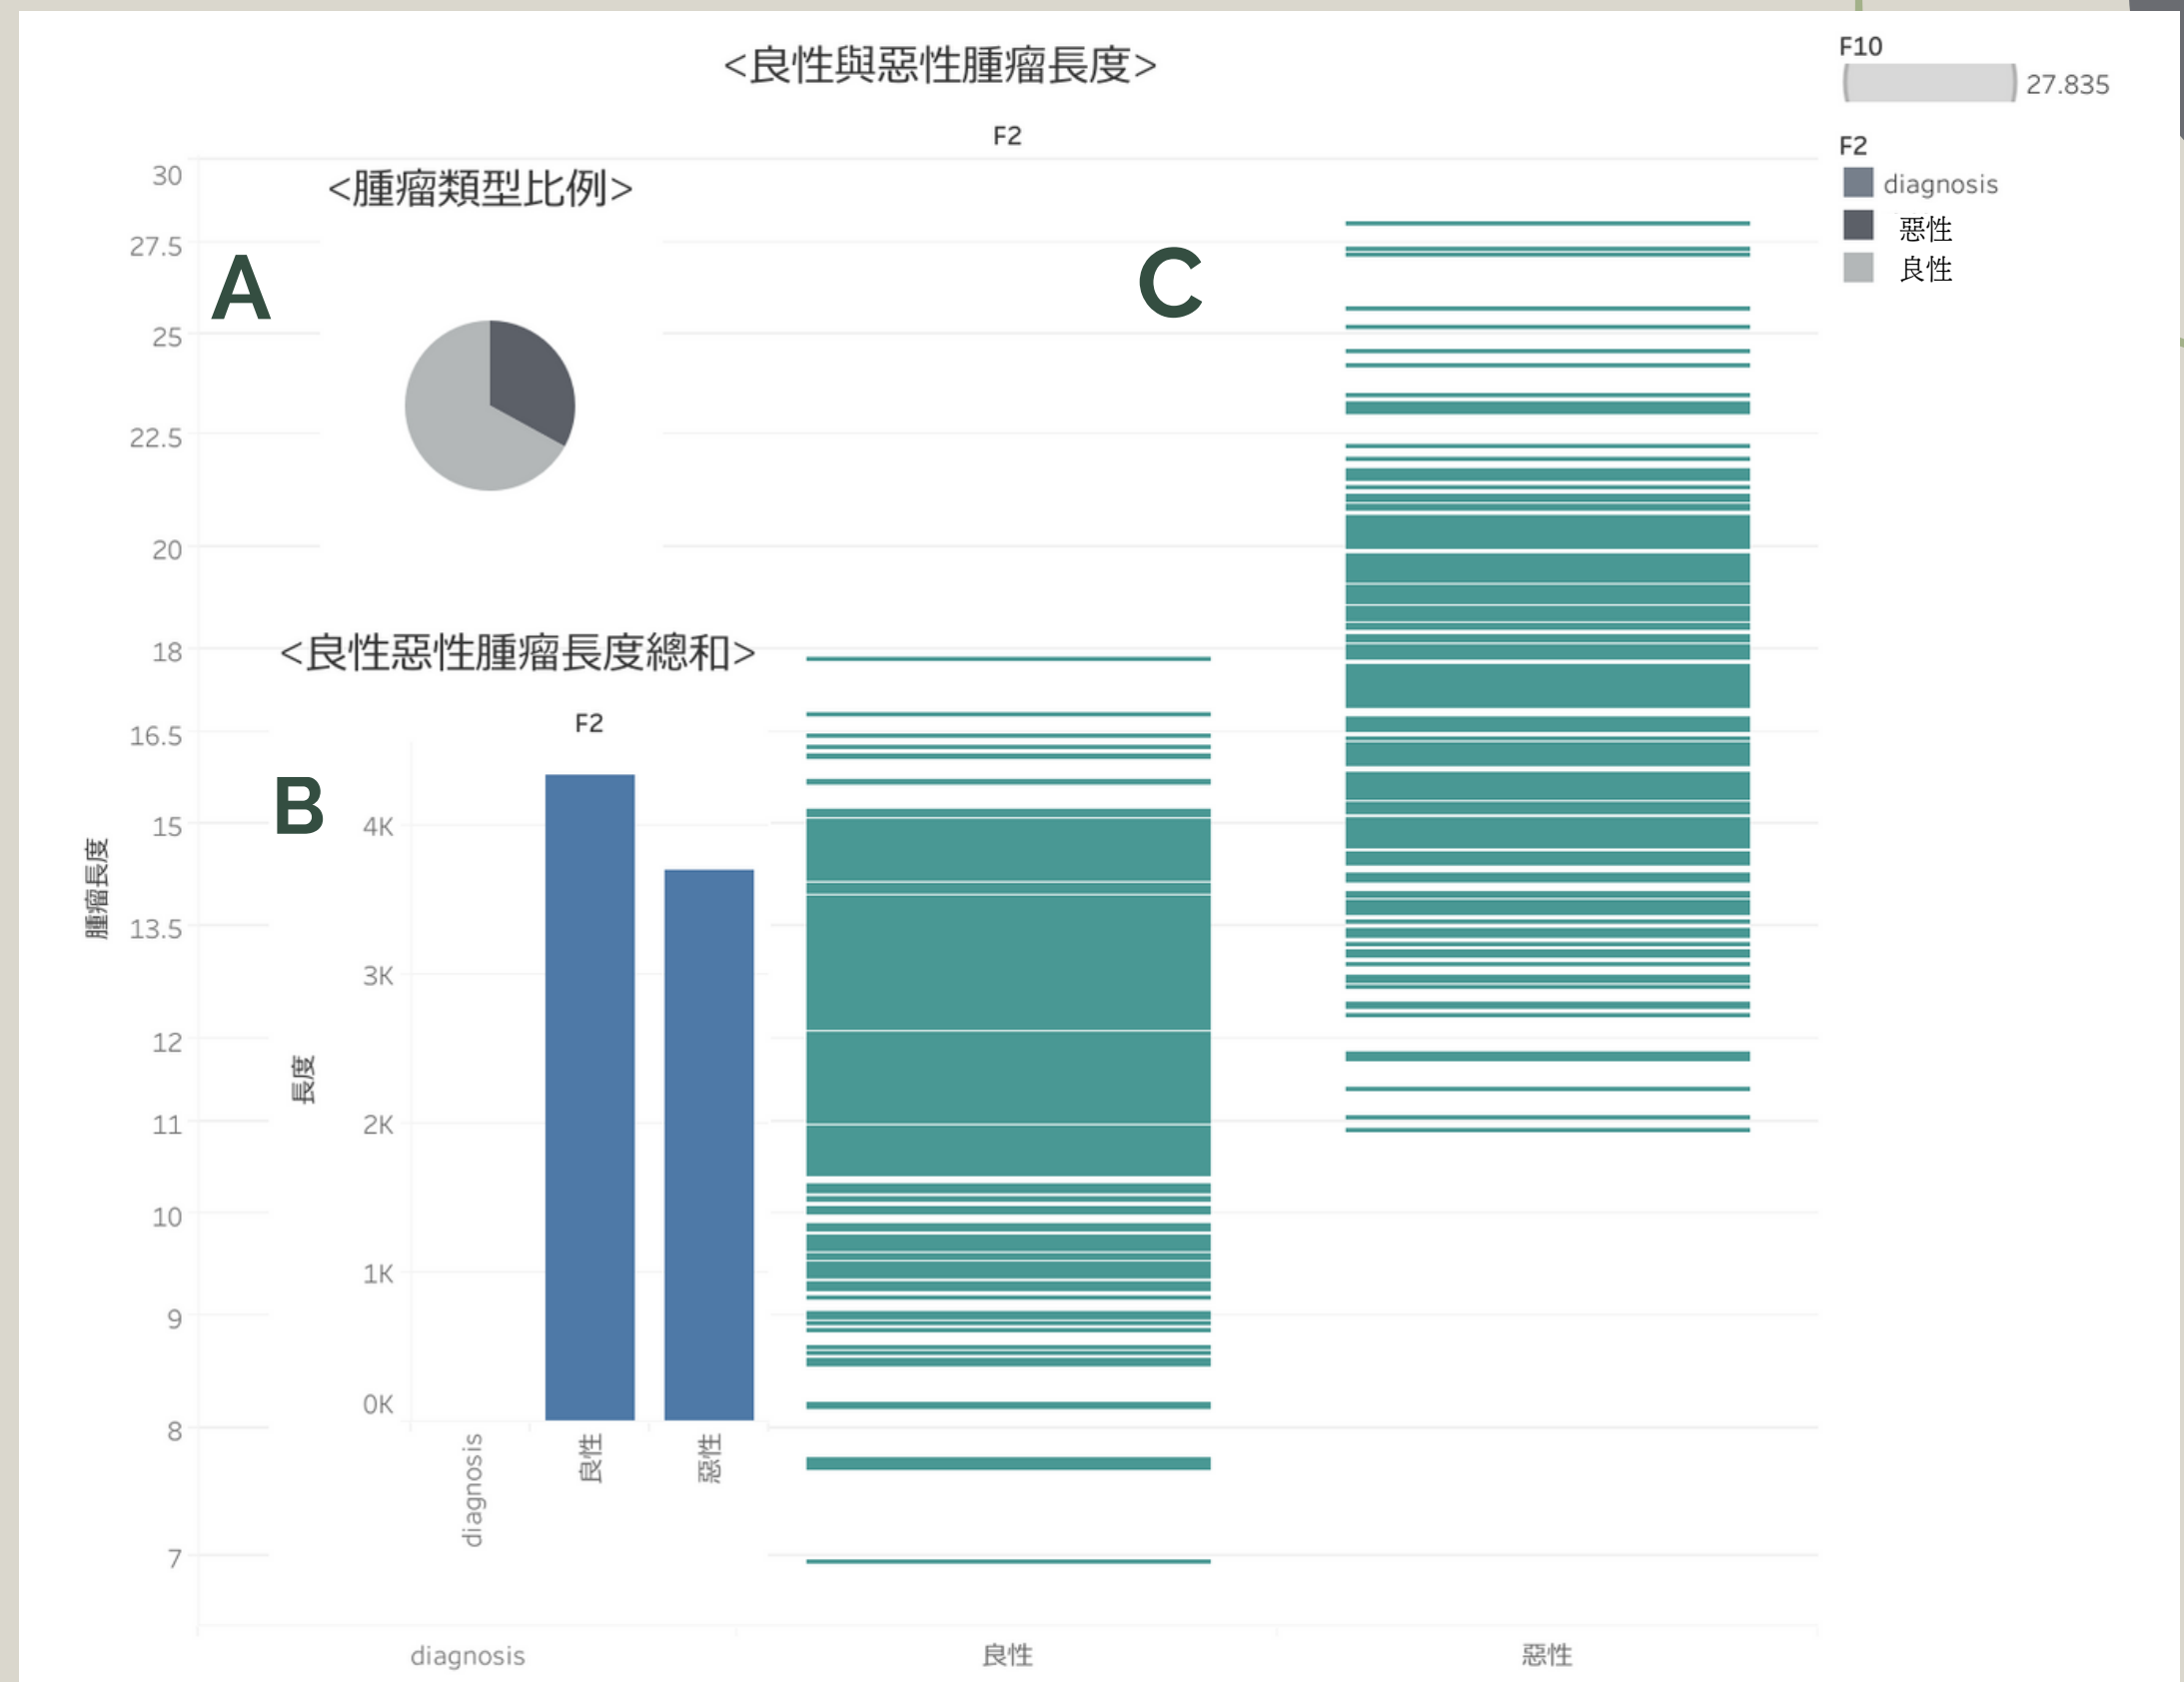 <良性與惡性腫瘤長度>
F2
F10
27.835
F2
diagnosis
惡性
良性
<腫瘤類型比例>
A
C
<良性惡性腫瘤長度總和>
F2
B
長度
4K
3K
2K
1K
0K
diagnosis
良性
惡性
腫瘤長度
30
27.5
25
22.5
20
18
16.5
15
13.5
12
11
10
9
8
7
diagnosis
良性
惡性